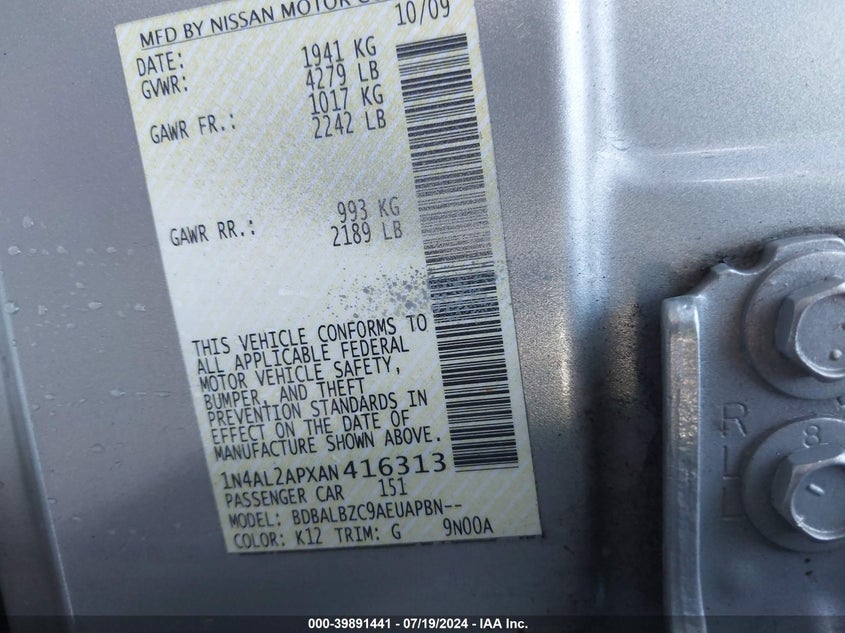 MFD BY NISSAN MOTOR
DATE: 10/09
GVWR: 1941 KG
4279 LB
GAWR FR.: 1017 KG
2242 LB
GAWR RR.: 993 KG
2189 LB
THIS VEHICLE CONFORMS TO
ALL APPLICABLE FEDERAL
MOTOR VEHICLE SAFETY,
BUMPER, AND THEFT
PREVENTION STANDARDS IN
EFFECT ON THE DATE OF
MANUFACTURE SHOWN ABOVE.
1N4AL2APXAN416313
PASSENGER CAR 151
MODEL: BDBALBZC9AEUAPBN--
COLOR: K12 TRIM: G 9N00A
R
L
8
000-39891441 - 07/19/2024 - IAA Inc.